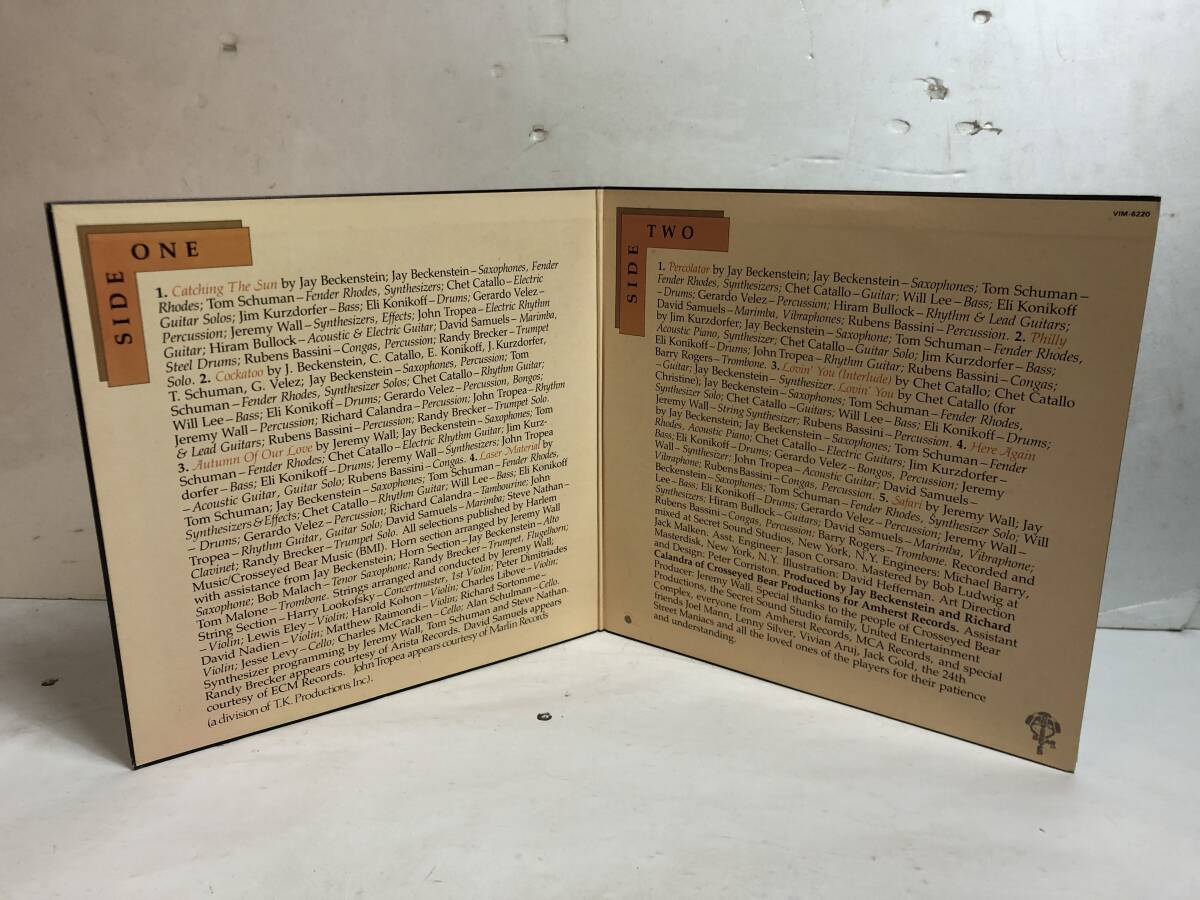 SIDE ONE
1. Catching The Sun by Jay Beckenstein; Jay Beckenstein – Saxophones, Fender
Rhodes; Tom Schuman – Fender Rhodes, Synthesizers; Chet Catallo – Electric
Guitar Solos; Jim Kurzdorfer – Bass; Eli Konikoff – Drums; Gerardo Velez –
Percussion; Jeremy Wall – Synthesizers, Effects; John Tropea – Electric Rhythm
Guitar; Hiram Bullock – Acoustic & Electric Guitar; David Samuels – Marimba,
Steel Drums; Rubens Bassini – Congas, Percussion; Randy Brecker – Trumpet
Solo. 2. Cockatoo by J. Beckenstein, C. Catallo, E. Konikoff, J. Kurzdorfer,
T. Schuman, G. Velez; Jay Beckenstein – Saxophones, Percussion; Tom
Schuman – Fender Rhodes, Synthesizer Solos; Chet Catallo – Rhythm Guitar;
Will Lee – Bass; Eli Konikoff – Drums; Gerardo Velez – Percussion, Bongos;
Jeremy Wall – Percussion; Richard Calandra – Percussion; John Tropea – Rhythm
& Lead Guitars; Rubens Bassini – Percussion; Randy Brecker – Trumpet Solo.
3. Autumn Of Our Love by Jeremy Wall; Jay Beckenstein – Saxophones; Tom
Schuman – Fender Rhodes; Chet Catallo – Electric Rhythm Guitar; Jim Kurz-
dorfer – Bass; Eli Konikoff – Drums; Jeremy Wall – Synthesizers; John Tropea
– Acoustic Guitar, Guitar Solo; Rubens Bassini – Congas. 4. Laser Material by
Tom Schuman; Jay Beckenstein – Saxophones; Tom Schuman – Fender Rhodes,
Synthesizers & Effects; Chet Catallo – Rhythm Guitar; Will Lee – Bass; Eli Konikoff
– Drums; Gerardo Velez – Percussion; Richard Calandra – Tambourine; John
Tropea – Rhythm Guitar, Guitar Solo; David Samuels – Marimba; Steve Nathan –
Clavinet; Randy Brecker – Trumpet Solo. All selections published by Harlem
Music/Crosseyed Bear Music (BMI). Horn section arranged by Jeremy Wall
with assistance from Jay Beckenstein; Horn Section – Jay Beckenstein – Alto
Saxophone; Bob Malach – Tenor Saxophone; Randy Brecker – Trumpet, Flugelhorn;
Tom Malone – Trombone. Strings arranged and conducted by Jeremy Wall;
String Section – Harry Lookofsky – Concertmaster, 1st Violin; Peter Dimitriades
– Violin; Lewis Eley – Violin; Harold Kohon – Violin; Charles Libove – Violin;
David Nadien – Violin; Matthew Raimondi – Violin; Richard Sortomme –
Violin; Jesse Levy – Cello; Charles McCracken – Cello; Alan Schulman – Cello.
Synthesizer programming by Jeremy Wall, Tom Schuman and Steve Nathan.
Randy Brecker appears courtesy of Arista Records. David Samuels appears
courtesy of ECM Records. John Tropea appears courtesy of Marlin Records
(a division of T.K. Productions, Inc.).
VIM-6220
SIDE TWO
1. Percolator by Jay Beckenstein; Jay Beckenstein – Saxophones; Tom Schuman –
Fender Rhodes, Synthesizers; Chet Catallo – Guitar; Will Lee – Bass; Eli Konikoff
– Drums; Gerardo Velez – Percussion; Hiram Bullock – Rhythm & Lead Guitars;
David Samuels – Marimba, Vibraphones; Rubens Bassini – Percussion. 2. Philly
by Jim Kurzdorfer; Jay Beckenstein – Saxophone; Tom Schuman – Fender Rhodes,
Acoustic Piano, Synthesizer; Chet Catallo – Guitar Solo; Jim Kurzdorfer – Bass;
Eli Konikoff – Drums; John Tropea – Rhythm Guitar; Rubens Bassini – Congas;
Barry Rogers – Trombone. 3. Lovin' You (Interlude) by Chet Catallo; Chet Catallo
– Guitar; Jay Beckenstein – Synthesizer. Lovin' You by Chet Catallo (for
Christine); Jay Beckenstein – Saxophones; Tom Schuman – Fender Rhodes,
Synthesizer Solo; Chet Catallo – Guitars; Will Lee – Bass; Eli Konikoff – Drums;
Jeremy Wall – String Synthesizer; Rubens Bassini – Percussion. 4. Here Again
by Jay Beckenstein; Jay Beckenstein – Saxophones; Tom Schuman – Fender
Rhodes, Acoustic Piano; Chet Catallo – Electric Guitars; Jim Kurzdorfer –
Bass; Eli Konikoff – Drums; Gerardo Velez – Bongos, Percussion; Jeremy
Wall – Synthesizer; John Tropea – Acoustic Guitar; David Samuels –
Vibraphone; Rubens Bassini – Congas, Percussion. 5. Safari by Jeremy Wall; Jay
Beckenstein – Saxophones; Tom Schuman – Fender Rhodes, Synthesizer Solo; Will
Lee – Bass; Eli Konikoff – Drums; Gerardo Velez – Percussion; Jeremy Wall –
Synthesizers; Hiram Bullock – Guitars; David Samuels – Marimba, Vibraphone;
Rubens Bassini – Congas, Percussion; Barry Rogers – Trombone. Recorded and
mixed at Secret Sound Studios, New York, N.Y. Engineers: Michael Barry,
Jack Malken. Asst. Engineer: Jason Corsaro. Mastered by Bob Ludwig at
Masterdisk, New York, N.Y. Illustration: David Heffernan. Art Direction
and Design: Peter Corriston. Produced by Jay Beckenstein and Richard
Calandra of Crosseyed Bear Productions for Amherst Records. Assistant
Producer: Jeremy Wall. Special thanks to the people of Crosseyed Bear
Productions, the Secret Sound Studio family, United Entertainment
Complex, everyone from Amherst Records, MCA Records, and special
friends Joel Mann, Lenny Silver, Vivian Aruj, Jack Gold, the 24th
Street Maniacs and all the loved ones of the players for their patience
and understanding.